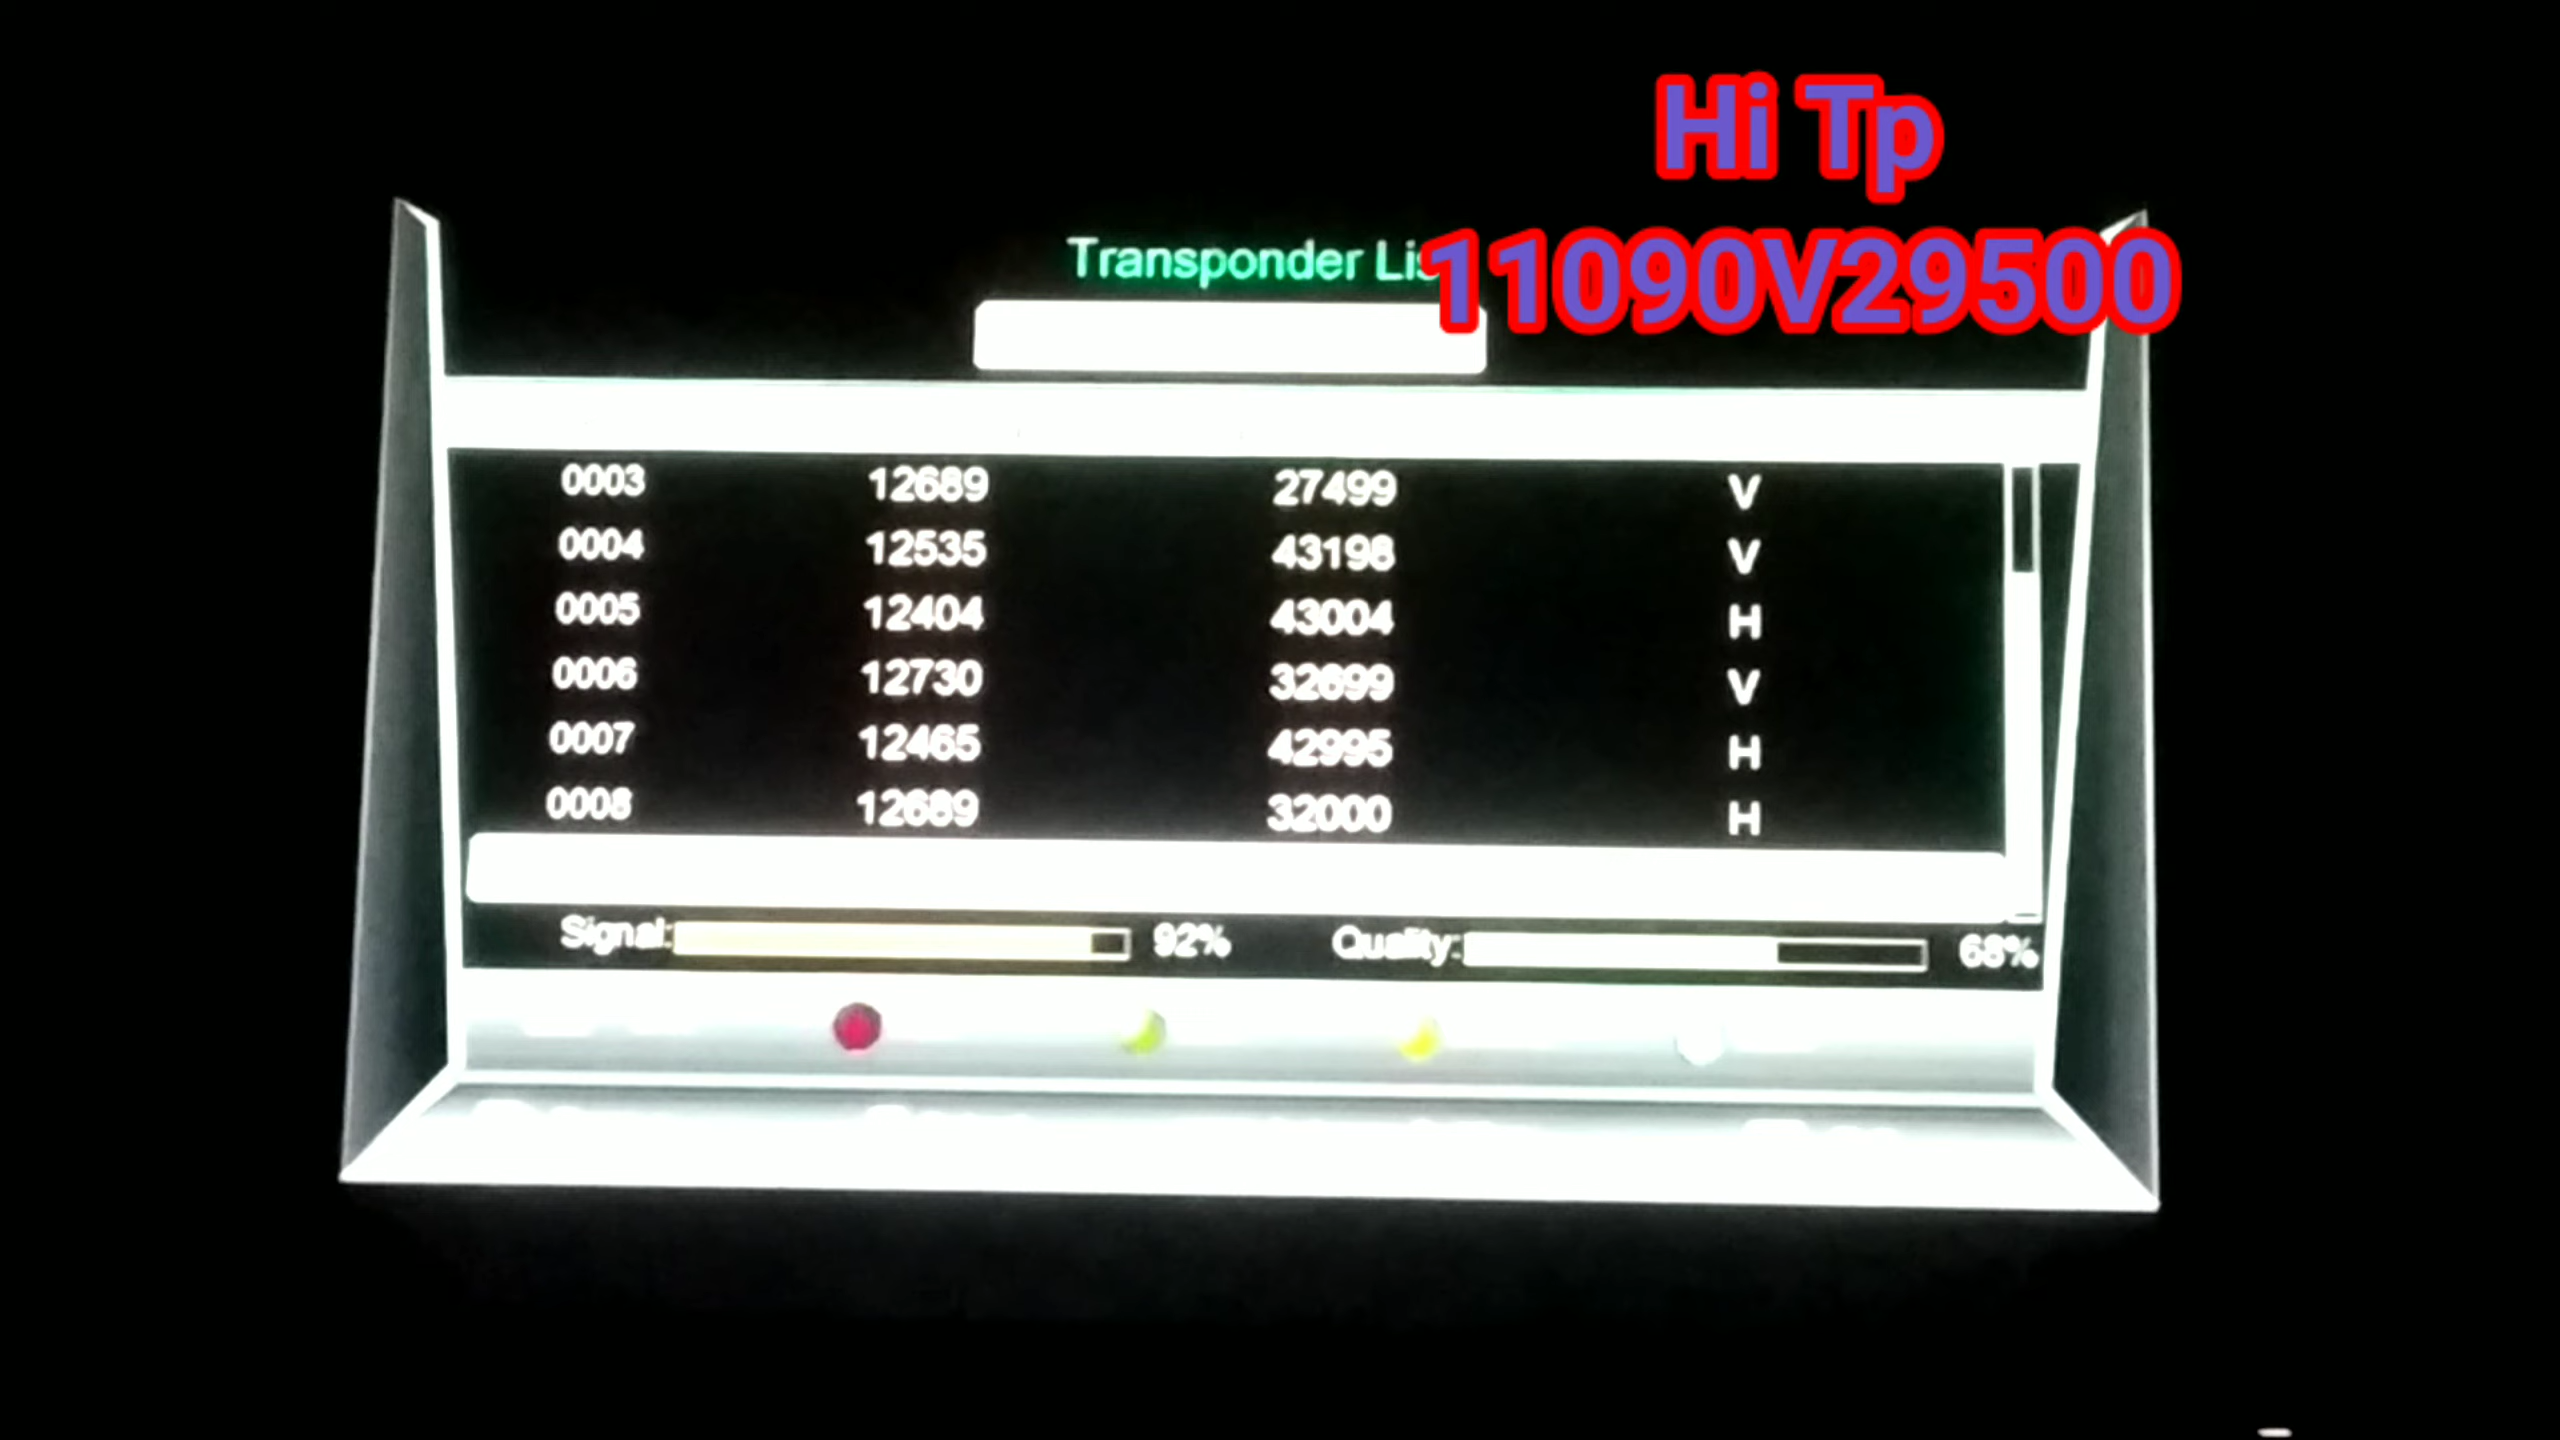 Hi Tp
11090V29500
Transponder Lis
0003 12689 27499 V
0004 12535 43198 V
0005 12404 43004 H
0006 12730 32699 V
0007 12465 42995 H
0008 12689 32000 H
Signal: 92% Quality: 68%